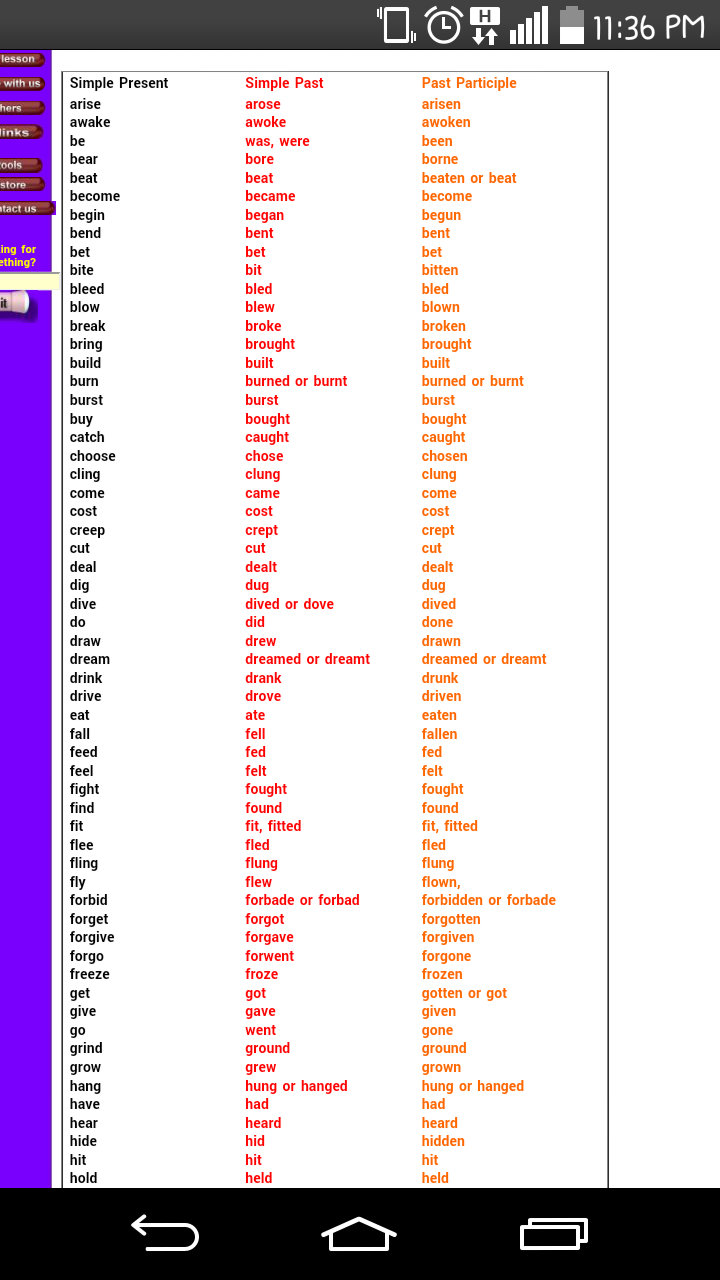 H 11:36 PM
lesson
with us
hers
links
ools
store
ntact us
ing for
ething?
it
Simple Present Simple Past Past Participle
arise arose arisen
awake awoke awoken
be was, were been
bear bore borne
beat beat beaten or beat
become became become
begin began begun
bend bent bent
bet bet bet
bite bit bitten
bleed bled bled
blow blew blown
break broke broken
bring brought brought
build built built
burn burned or burnt burned or burnt
burst burst burst
buy bought bought
catch caught caught
choose chose chosen
cling clung clung
come came come
cost cost cost
creep crept crept
cut cut cut
deal dealt dealt
dig dug dug
dive dived or dove dived
do did done
draw drew drawn
dream dreamed or dreamt dreamed or dreamt
drink drank drunk
drive drove driven
eat ate eaten
fall fell fallen
feed fed fed
feel felt felt
fight fought fought
find found found
fit fit, fitted fit, fitted
flee fled fled
fling flung flung
fly flew flown,
forbid forbade or forbad forbidden or forbade
forget forgot forgotten
forgive forgave forgiven
forgo forwent forgone
freeze froze frozen
get got gotten or got
give gave given
go went gone
grind ground ground
grow grew grown
hang hung or hanged hung or hanged
have had had
hear heard heard
hide hid hidden
hit hit hit
hold held held